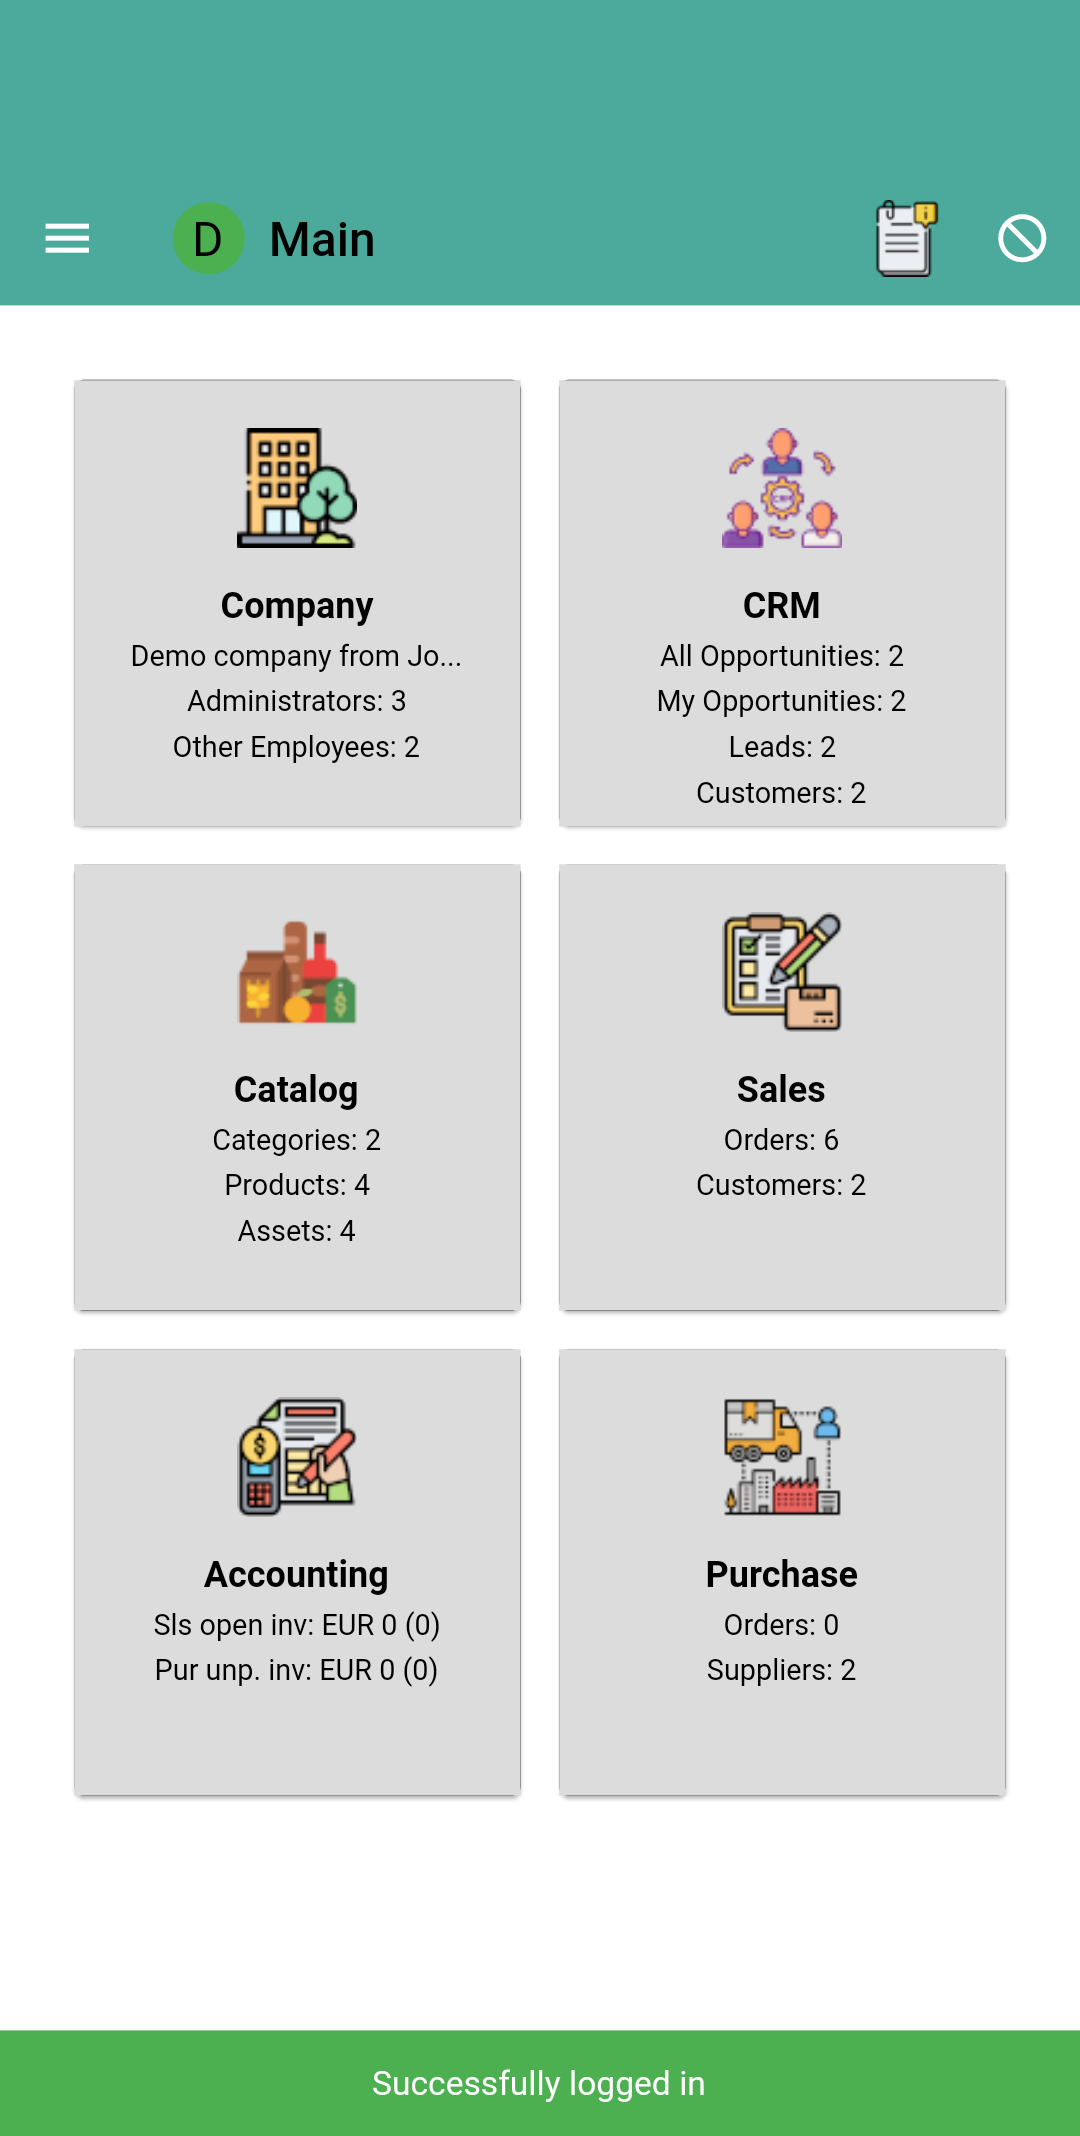 D Main
Company
Demo company from Jo...
Administrators: 3
Other Employees: 2
CRM
All Opportunities: 2
My Opportunities: 2
Leads: 2
Customers: 2
Catalog
Categories: 2
Products: 4
Assets: 4
Sales
Orders: 6
Customers: 2
Accounting
Sls open inv: EUR 0 (0)
Pur unp. inv: EUR 0 (0)
Purchase
Orders: 0
Suppliers: 2
Successfully logged in